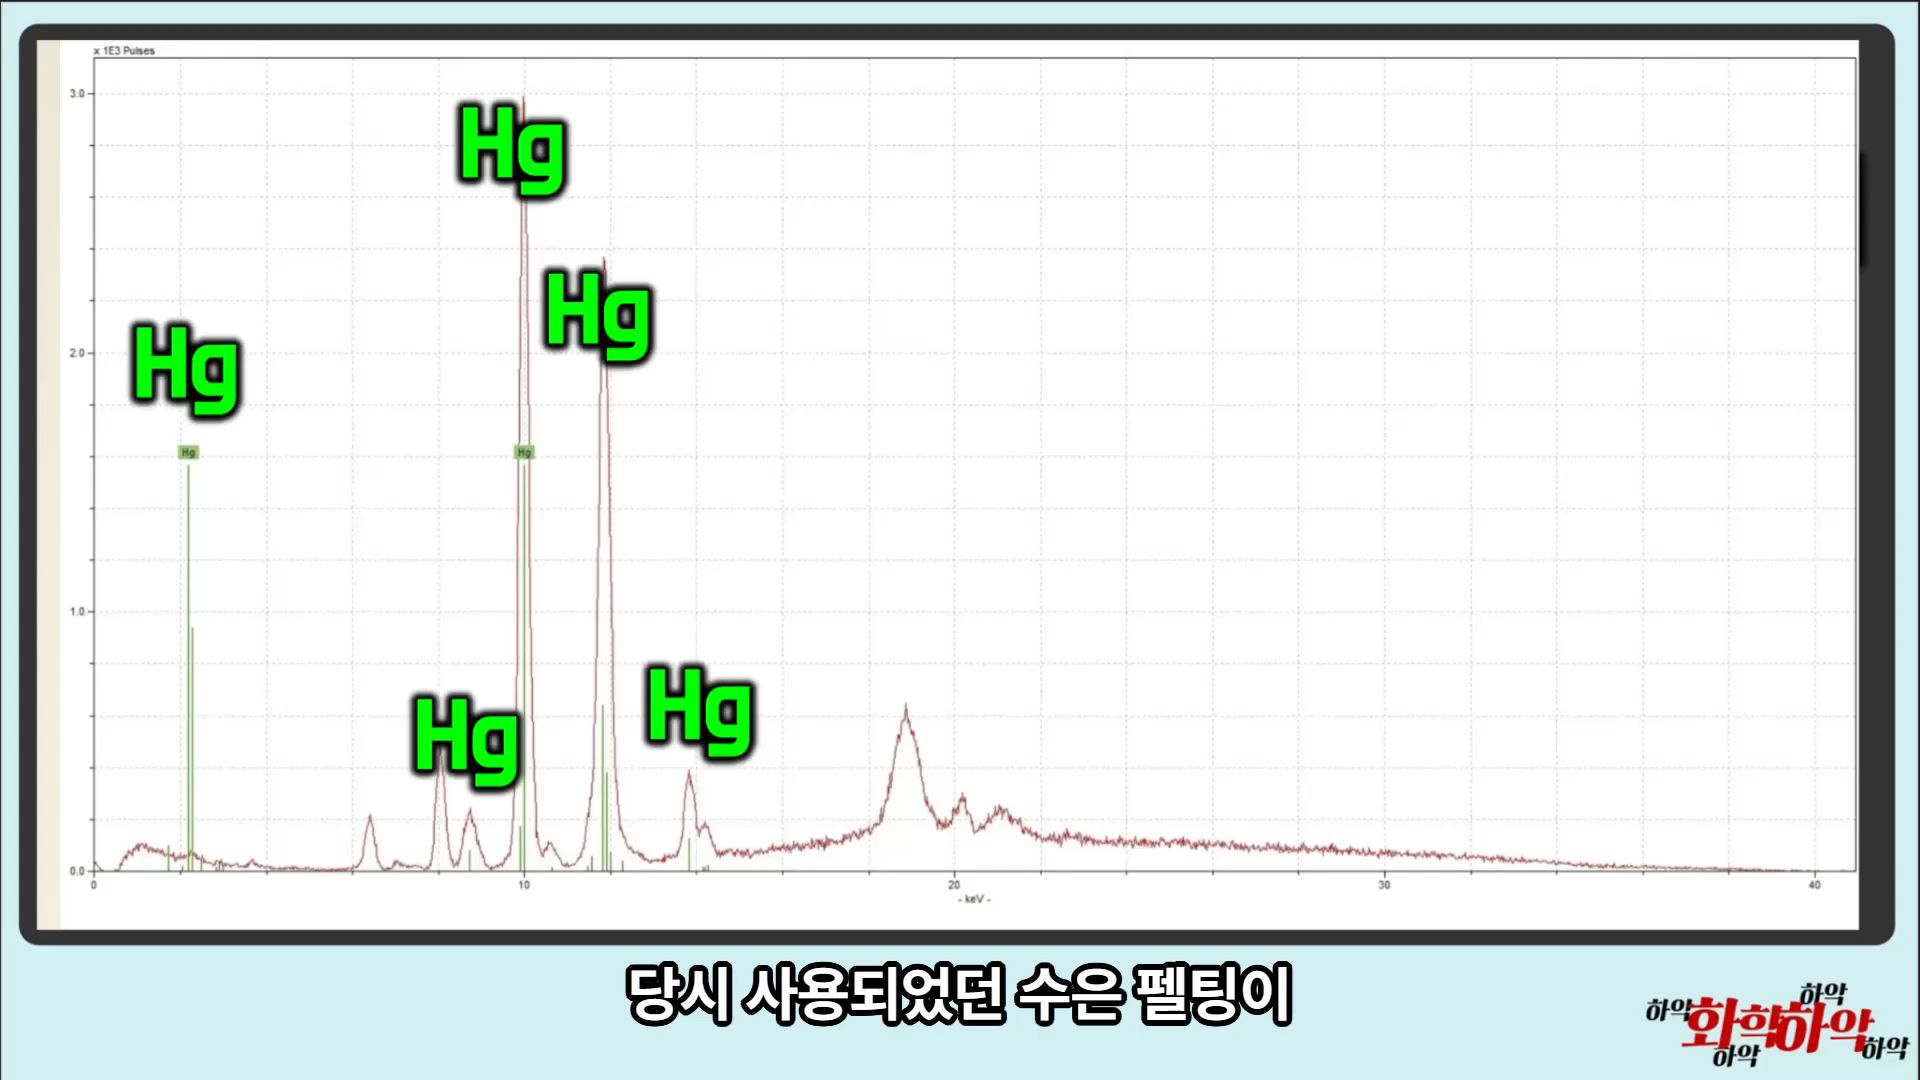 x 1E3 Pulses
3.0
Hg
Hg
2.0
Hg
Hg
Hg
1.0
Hg
Hg
0.0
0
10
20
30
40
- keV -
당시 사용되었던 수은 펠팅이
하악 화학하악 하악
하악 하악